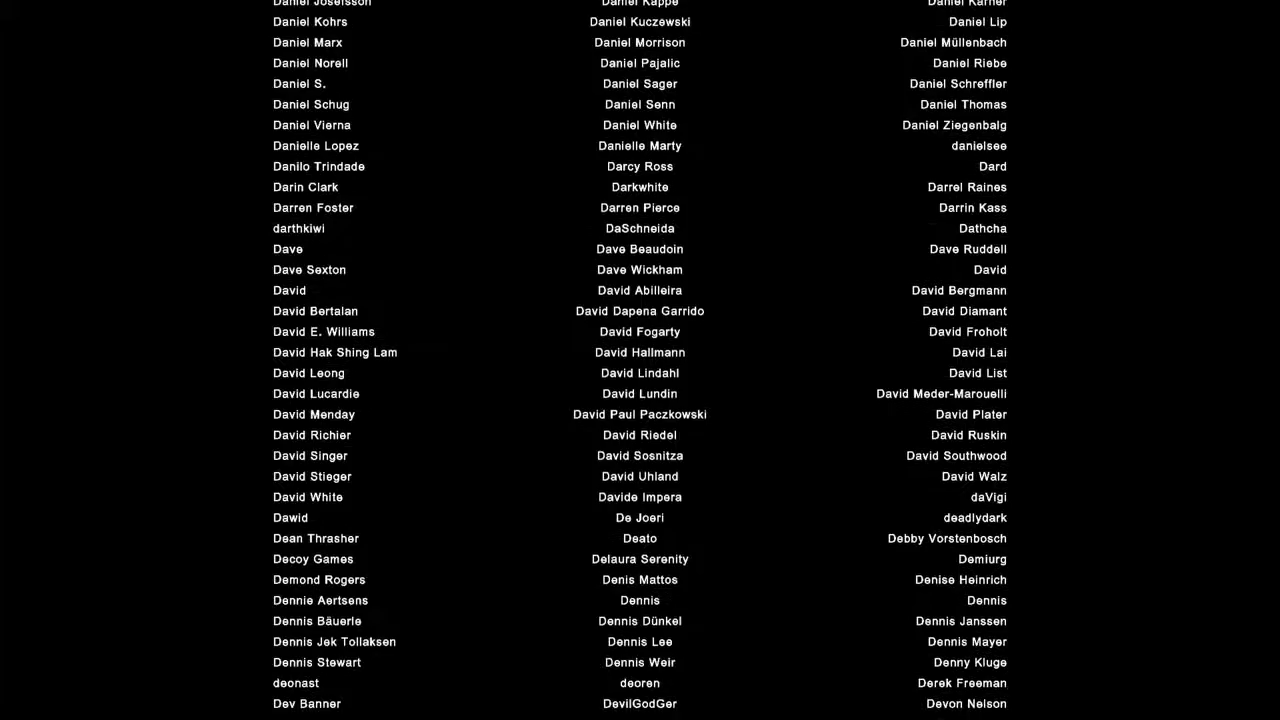 Daniel Josefsson Daniel Kappe Daniel Karner
Daniel Kohrs Daniel Kuczewski Daniel Lip
Daniel Marx Daniel Morrison Daniel Müllenbach
Daniel Norell Daniel Pajalic Daniel Riebe
Daniel S. Daniel Sager Daniel Schreffler
Daniel Schug Daniel Senn Daniel Thomas
Daniel Vierna Daniel White Daniel Ziegenbalg
Danielle Lopez Danielle Marty danielsee
Danilo Trindade Darcy Ross Dard
Darin Clark Darkwhite Darrel Raines
Darren Foster Darren Pierce Darrin Kass
darthkiwi DaSchneida Dathcha
Dave Dave Beaudoin Dave Ruddell
Dave Sexton Dave Wickham David
David David Abilleira David Bergmann
David Bertalan David Dapena Garrido David Diamant
David E. Williams David Fogarty David Froholt
David Hak Shing Lam David Hallmann David Lai
David Leong David Lindahl David List
David Lucardie David Lundin David Meder-Marouelli
David Menday David Paul Paczkowski David Plater
David Richier David Riedel David Ruskin
David Singer David Sosnitza David Southwood
David Stieger David Uhland David Walz
David White Davide Impera daVigi
Dawid De Joeri deadlydark
Dean Thrasher Deato Debby Vorstenbosch
Decoy Games Delaura Serenity Demiurg
Demond Rogers Denis Mattos Denise Heinrich
Dennie Aertsens Dennis Dennis
Dennis Bäuerle Dennis Dünkel Dennis Janssen
Dennis Jek Tollaksen Dennis Lee Dennis Mayer
Dennis Stewart Dennis Weir Denny Kluge
deonast deoren Derek Freeman
Dev Banner DevilGodGer Devon Nelson